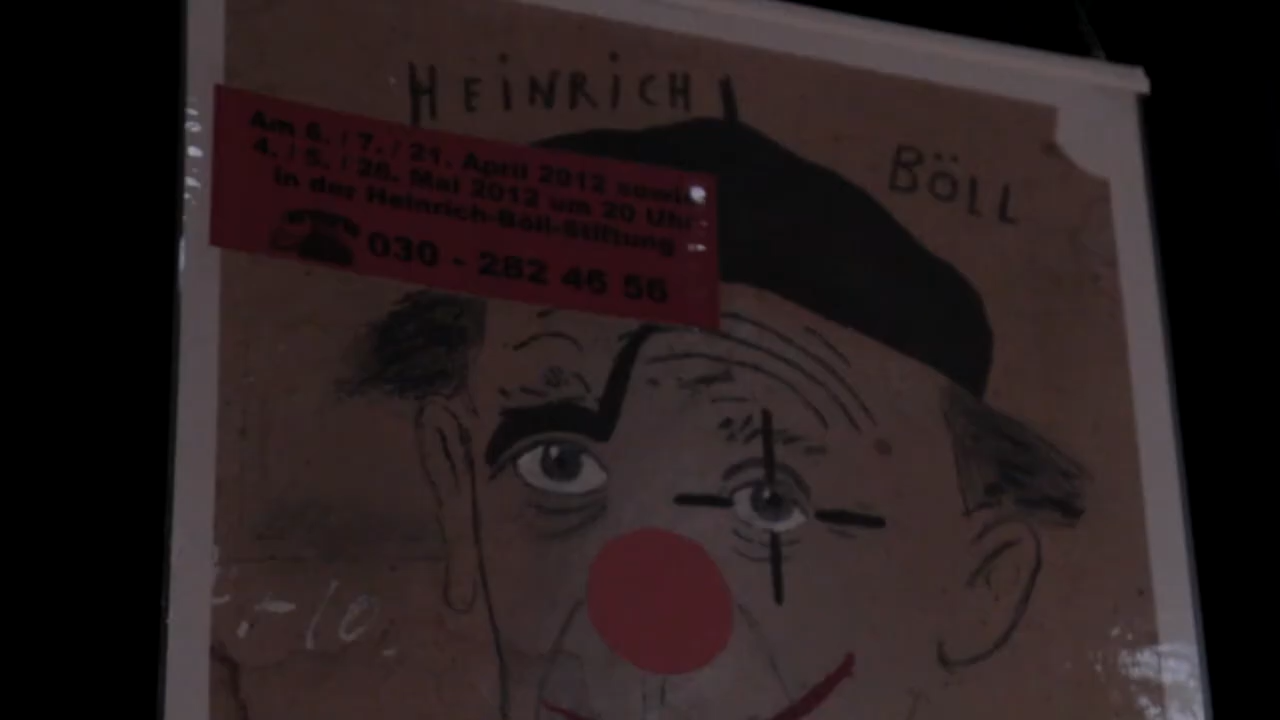 HEiNRiCH
BÖLL
Am 6. / 7. / 21. April 2012 sowie
4. / 5. / 26. Mai 2012 um 20 Uhr
in der Heinrich-Böll-Stiftung
030 - 282 46 56